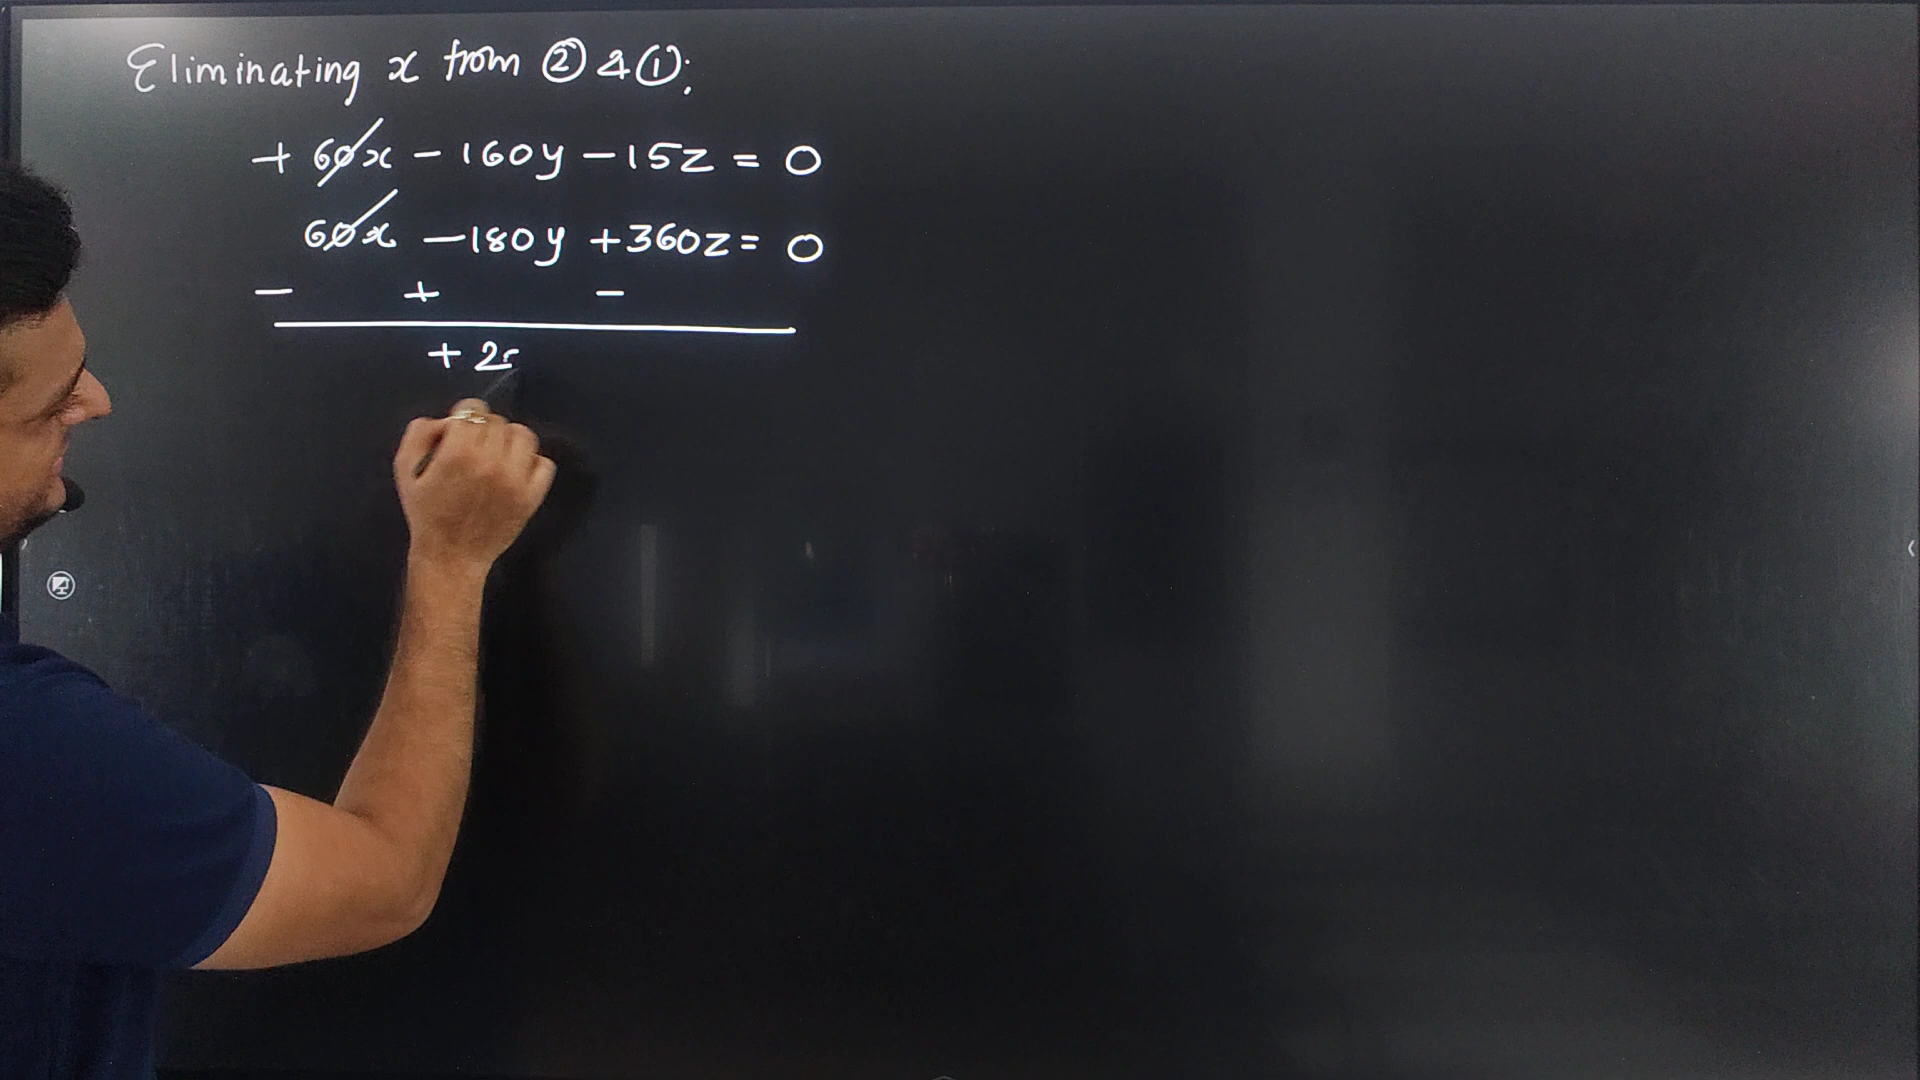 Eliminating x from ② & ①:
+ 60x - 160y - 15z = 0
60x - 180y + 360z = 0
- + -
+ 2